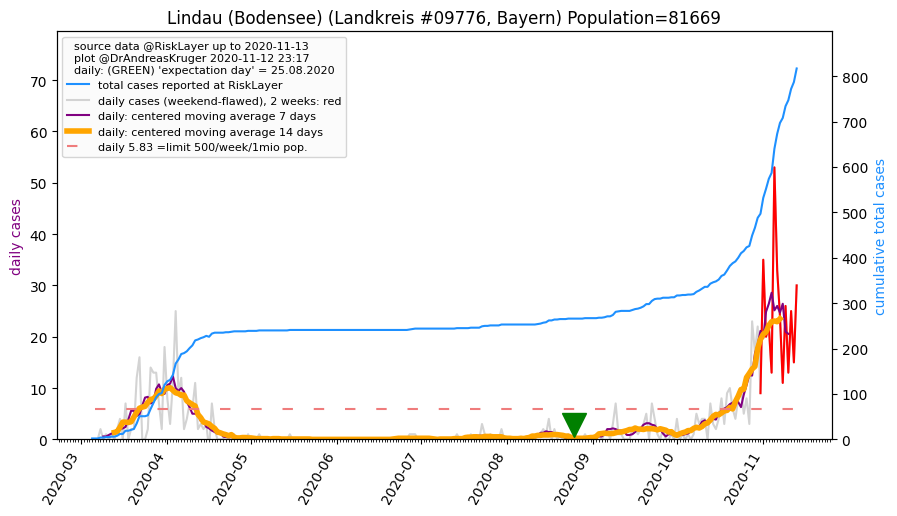 Lindau (Bodensee) (Landkreis #09776, Bayern) Population=81669
source data @RiskLayer up to 2020-11-13
plot @DrAndreasKruger 2020-11-12 23:17
daily: (GREEN) 'expectation day' = 25.08.2020
total cases reported at RiskLayer
daily cases (weekend-flawed), 2 weeks: red
daily: centered moving average 7 days
daily: centered moving average 14 days
daily 5.83 =limit 500/week/1mio pop.
daily cases
70
60
50
40
30
20
10
0
cumulative total cases
800
700
600
500
400
300
200
100
0
2020-03
2020-04
2020-05
2020-06
2020-07
2020-08
2020-09
2020-10
2020-11